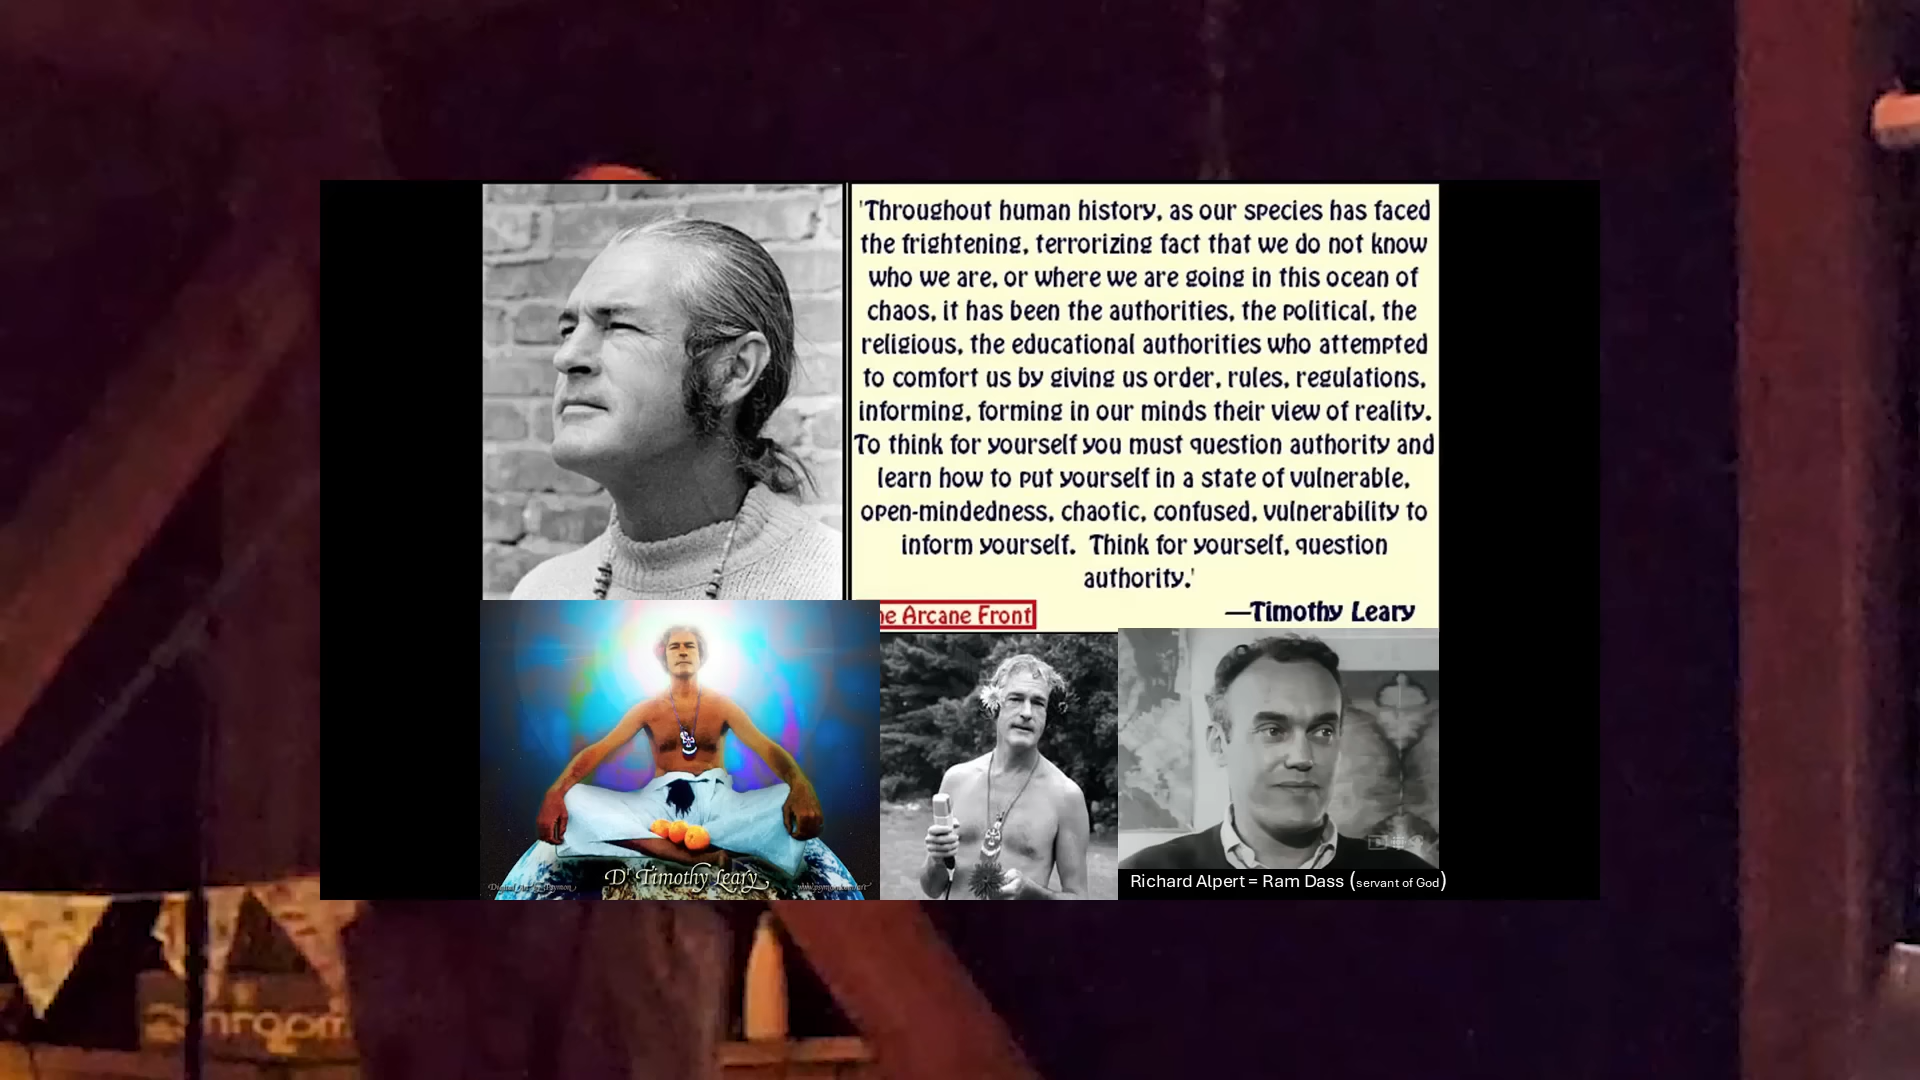 'Throughout human history, as our species has faced
the frightening, terrorizing fact that we do not know
who we are, or where we are going in this ocean of
chaos, it has been the authorities, the political, the
religious, the educational authorities who attempted
to comfort us by giving us order, rules, regulations,
informing, forming in our minds their view of reality.
To think for yourself you must question authority and
learn how to put yourself in a state of vulnerable,
open-mindedness, chaotic, confused, vulnerability to
inform yourself.  Think for yourself, question
authority.'
—Timothy Leary
he Arcane Front
Dr Timothy Leary
Richard Alpert = Ram Dass (servant of God)